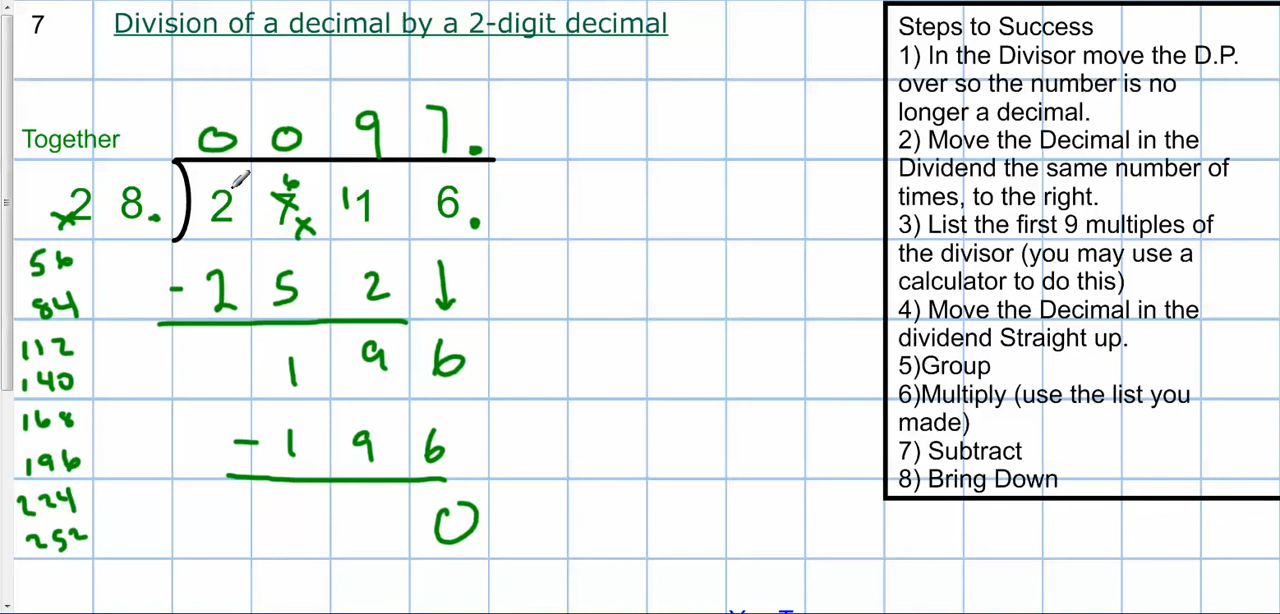 7 Division of a decimal by a 2-digit decimal
Together 0 0 9 7.
6
2 8. 2 7 11 6.
56
84
- 2 5 2
112
140
1 9 6
168
196
- 1 9 6
224
252
0
Steps to Success
1) In the Divisor move the D.P.
over so the number is no
longer a decimal.
2) Move the Decimal in the
Dividend the same number of
times, to the right.
3) List the first 9 multiples of
the divisor (you may use a
calculator to do this)
4) Move the Decimal in the
dividend Straight up.
5)Group
6)Multiply (use the list you
made)
7) Subtract
8) Bring Down